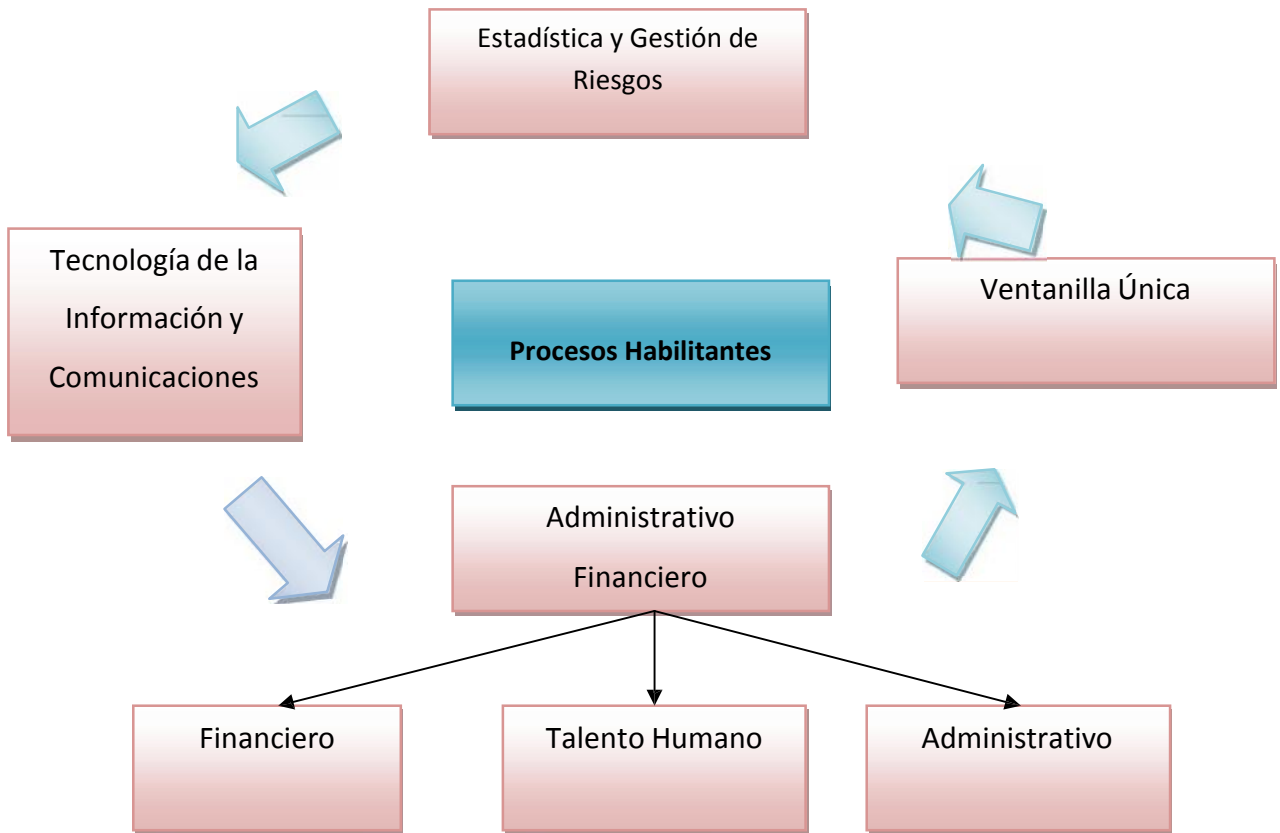 Estadística y Gestión de
Riesgos
Tecnología de la
Información y
Comunicaciones
Ventanilla Única
Procesos Habilitantes
Administrativo
Financiero
Financiero
Talento Humano
Administrativo